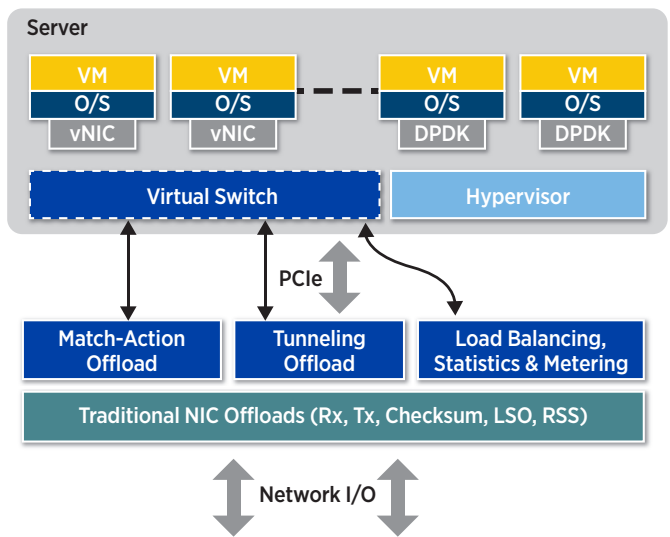 Server
VM VM VM VM
O/S O/S O/S O/S
vNIC vNIC DPDK DPDK
Virtual Switch Hypervisor
PCIe
Match-Action
Offload
Tunneling
Offload
Load Balancing,
Statistics & Metering
Traditional NIC Offloads (Rx, Tx, Checksum, LSO, RSS)
Network I/O